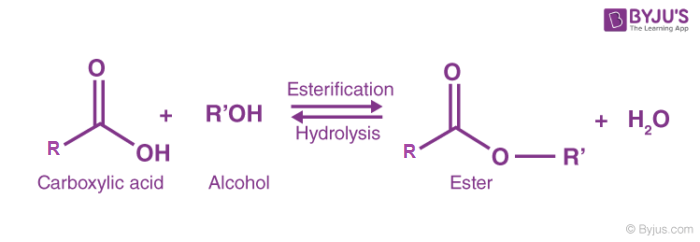 BYJU'S
The Learning App
O
R
OH
Carboxylic acid
+
R'OH
Alcohol
Esterification
Hydrolysis
O
R
O
R'
Ester
+
H₂O
© Byjus.com